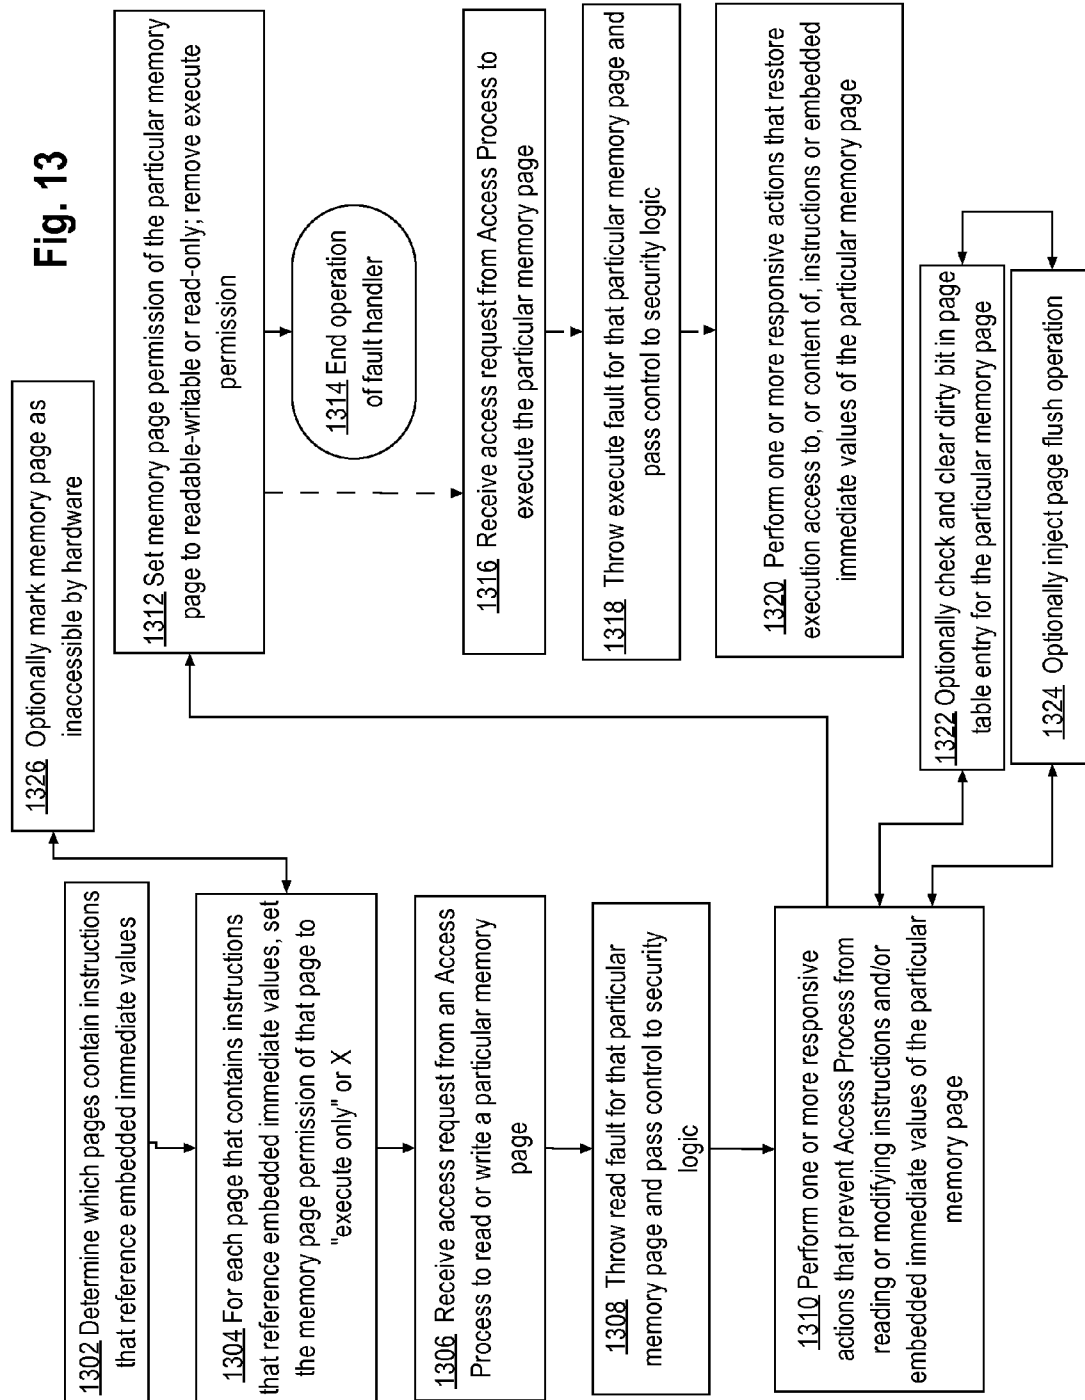 Fig. 13
1302 Determine which pages contain instructions
that reference embedded immediate values
1326 Optionally mark memory page as
inaccessible by hardware
1304 For each page that contains instructions
that reference embedded immediate values, set
the memory page permission of that page to
"execute only" or X
1306 Receive access request from an Access
Process to read or write a particular memory
page
1308 Throw read fault for that particular
memory page and pass control to security
logic
1310 Perform one or more responsive
actions that prevent Access Process from
reading or modifying instructions and/or
embedded immediate values of the particular
memory page
1312 Set memory page permission of the particular memory
page to readable-writable or read-only; remove execute
permission
1314 End operation
of fault handler
1316 Receive access request from Access Process to
execute the particular memory page
1318 Throw execute fault for that particular memory page and
pass control to security logic
1320 Perform one or more responsive actions that restore
execution access to, or content of, instructions or embedded
immediate values of the particular memory page
1322 Optionally check and clear dirty bit in page
table entry for the particular memory page
1324 Optionally inject page flush operation